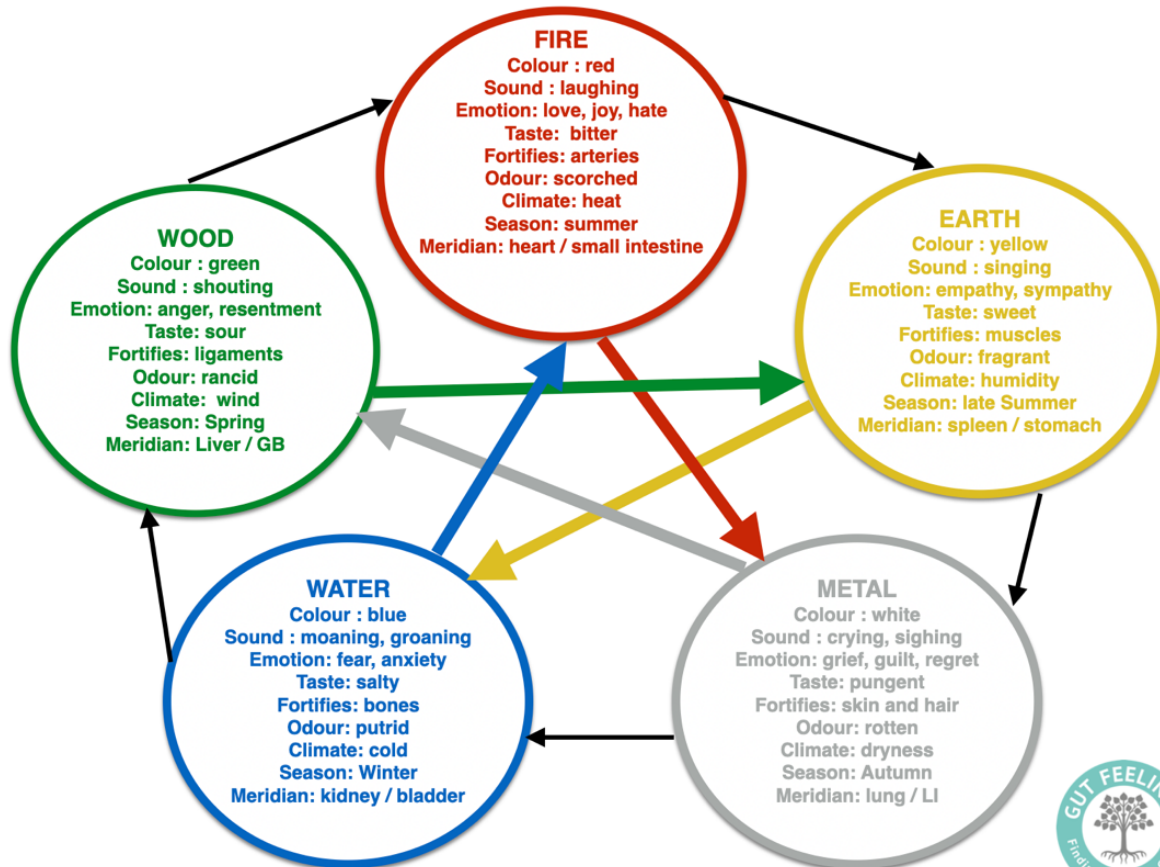 FIRE
Colour : red
Sound : laughing
Emotion: love, joy, hate
Taste: bitter
Fortifies: arteries
Odour: scorched
Climate: heat
Season: summer
Meridian: heart / small intestine
WOOD
Colour : green
Sound : shouting
Emotion: anger, resentment
Taste: sour
Fortifies: ligaments
Odour: rancid
Climate: wind
Season: Spring
Meridian: Liver / GB
EARTH
Colour : yellow
Sound : singing
Emotion: empathy, sympathy
Taste: sweet
Fortifies: muscles
Odour: fragrant
Climate: humidity
Season: late Summer
Meridian: spleen / stomach
WATER
Colour : blue
Sound : moaning, groaning
Emotion: fear, anxiety
Taste: salty
Fortifies: bones
Odour: putrid
Climate: cold
Season: Winter
Meridian: kidney / bladder
METAL
Colour : white
Sound : crying, sighing
Emotion: grief, guilt, regret
Taste: pungent
Fortifies: skin and hair
Odour: rotten
Climate: dryness
Season: Autumn
Meridian: lung / LI
GUT FEELIN